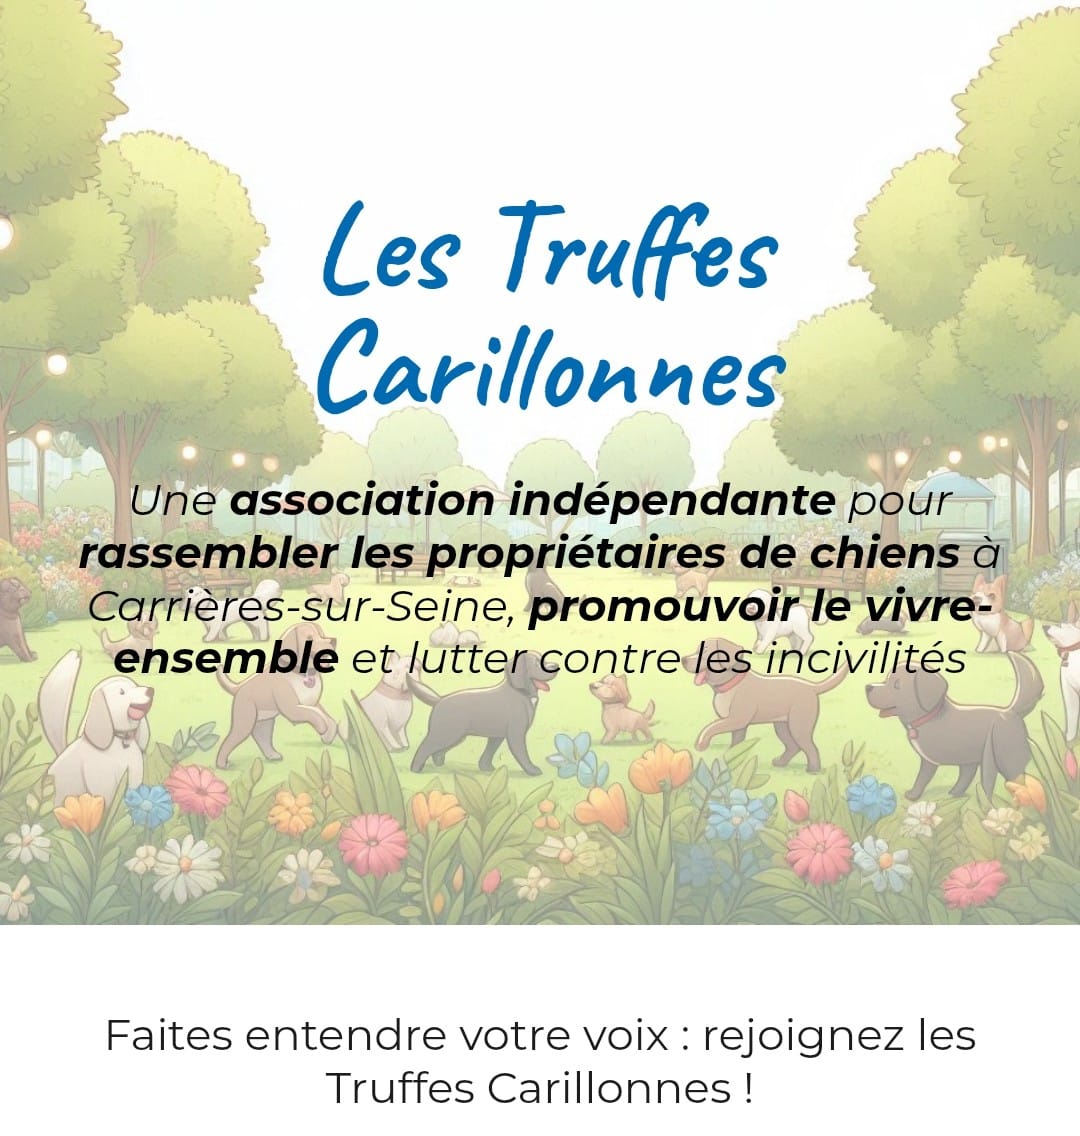 Les Truffes
Carillonnes
Une association indépendante pour
rassembler les propriétaires de chiens à
Carrières-sur-Seine, promouvoir le vivre-
ensemble et lutter contre les incivilités
Faites entendre votre voix : rejoignez les
Truffes Carillonnes !